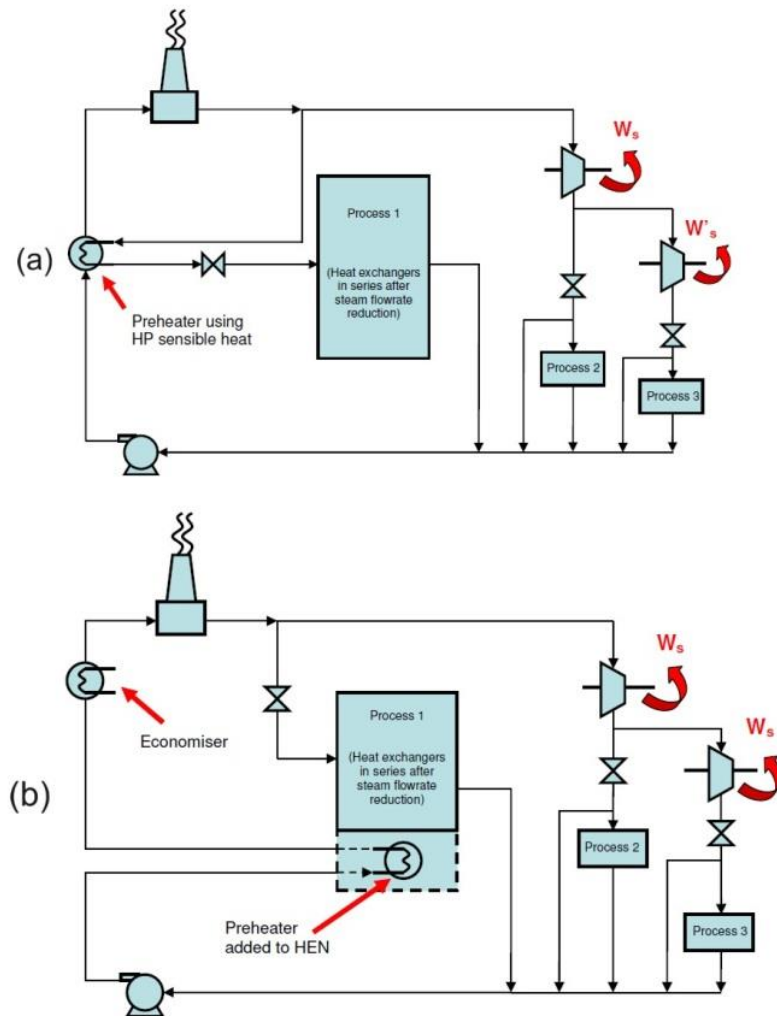 Wₛ
Process 1
(Heat exchangers
in series after
steam flowrate
reduction)
W'ₛ
(a)
Preheater using
HP sensible heat
Process 2
Process 3
Wₛ
Process 1
(Heat exchangers
in series after
steam flowrate
reduction)
Economiser
Wₛ
(b)
Process 2
Preheater
added to HEN
Process 3